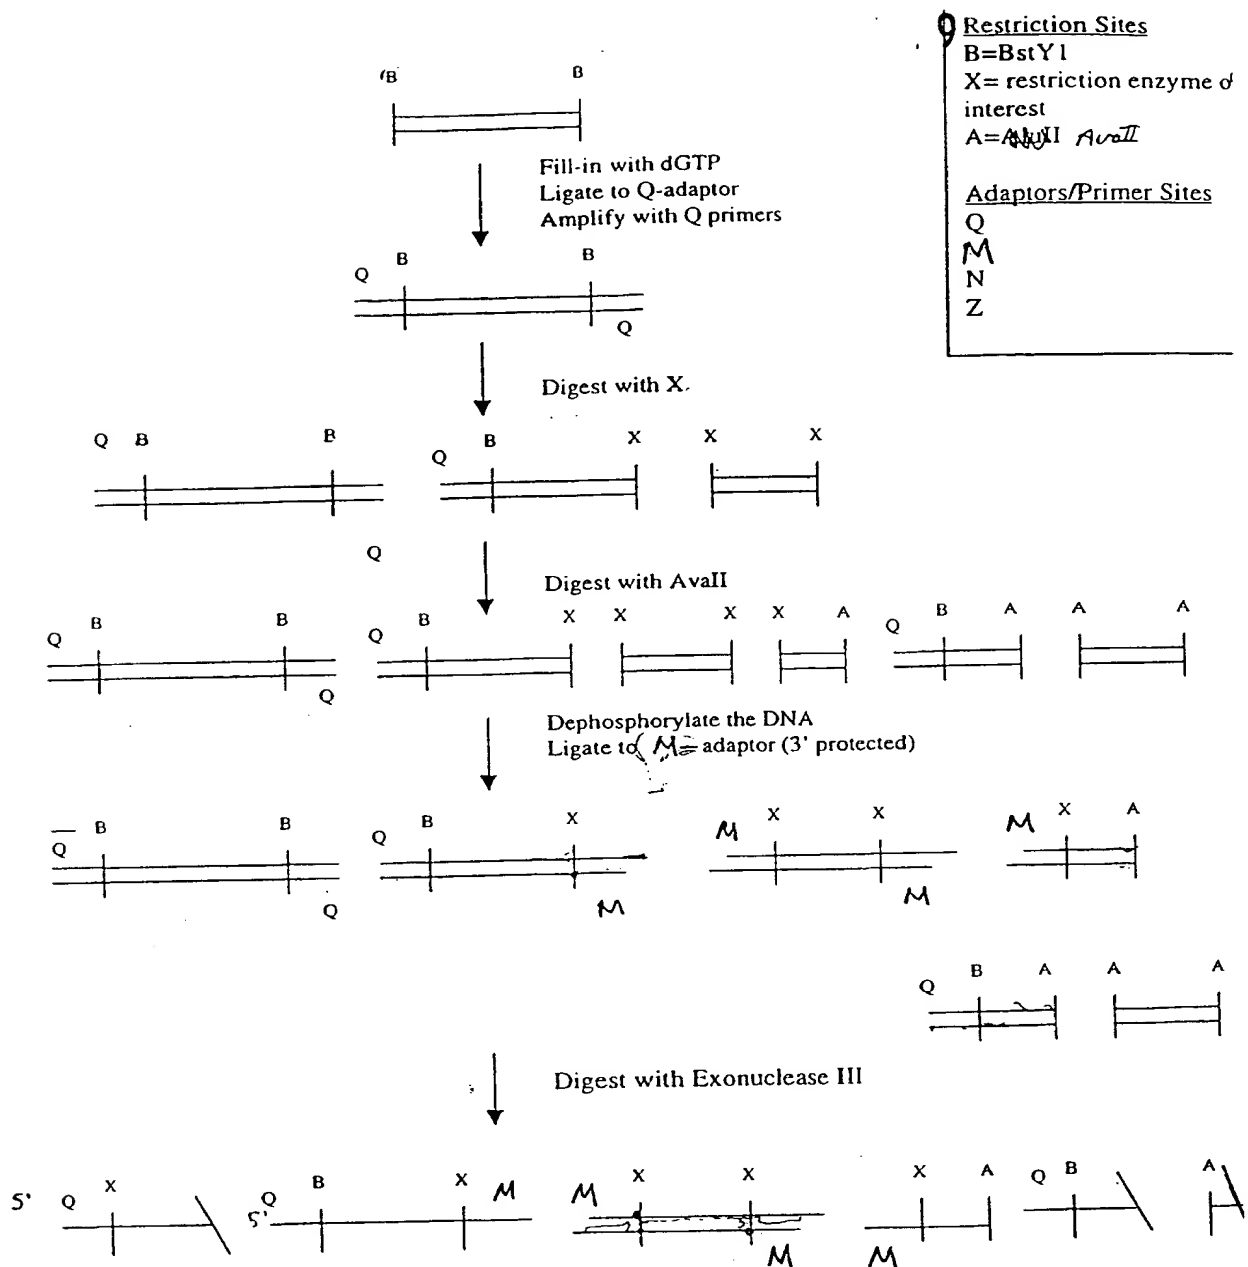 Restriction Sites
B=BstY1
X= restriction enzyme of
interest
A= AvaII
Adaptors/Primer Sites
Q
M
N
Z
B B
Fill-in with dGTP
Ligate to Q-adaptor
Amplify with Q primers
Q B B
Q
Digest with X.
Q B B Q B X X X
Q
Digest with AvaII
Q B B Q B X X X X A Q B A A A
Q
Dephosphorylate the DNA
Ligate to M= adaptor (3' protected)
Q B B Q B X M X X M X A
Q M M
Q B A A A
Digest with Exonuclease III
5' Q X 5' Q B X M M X X X A Q B A
M M